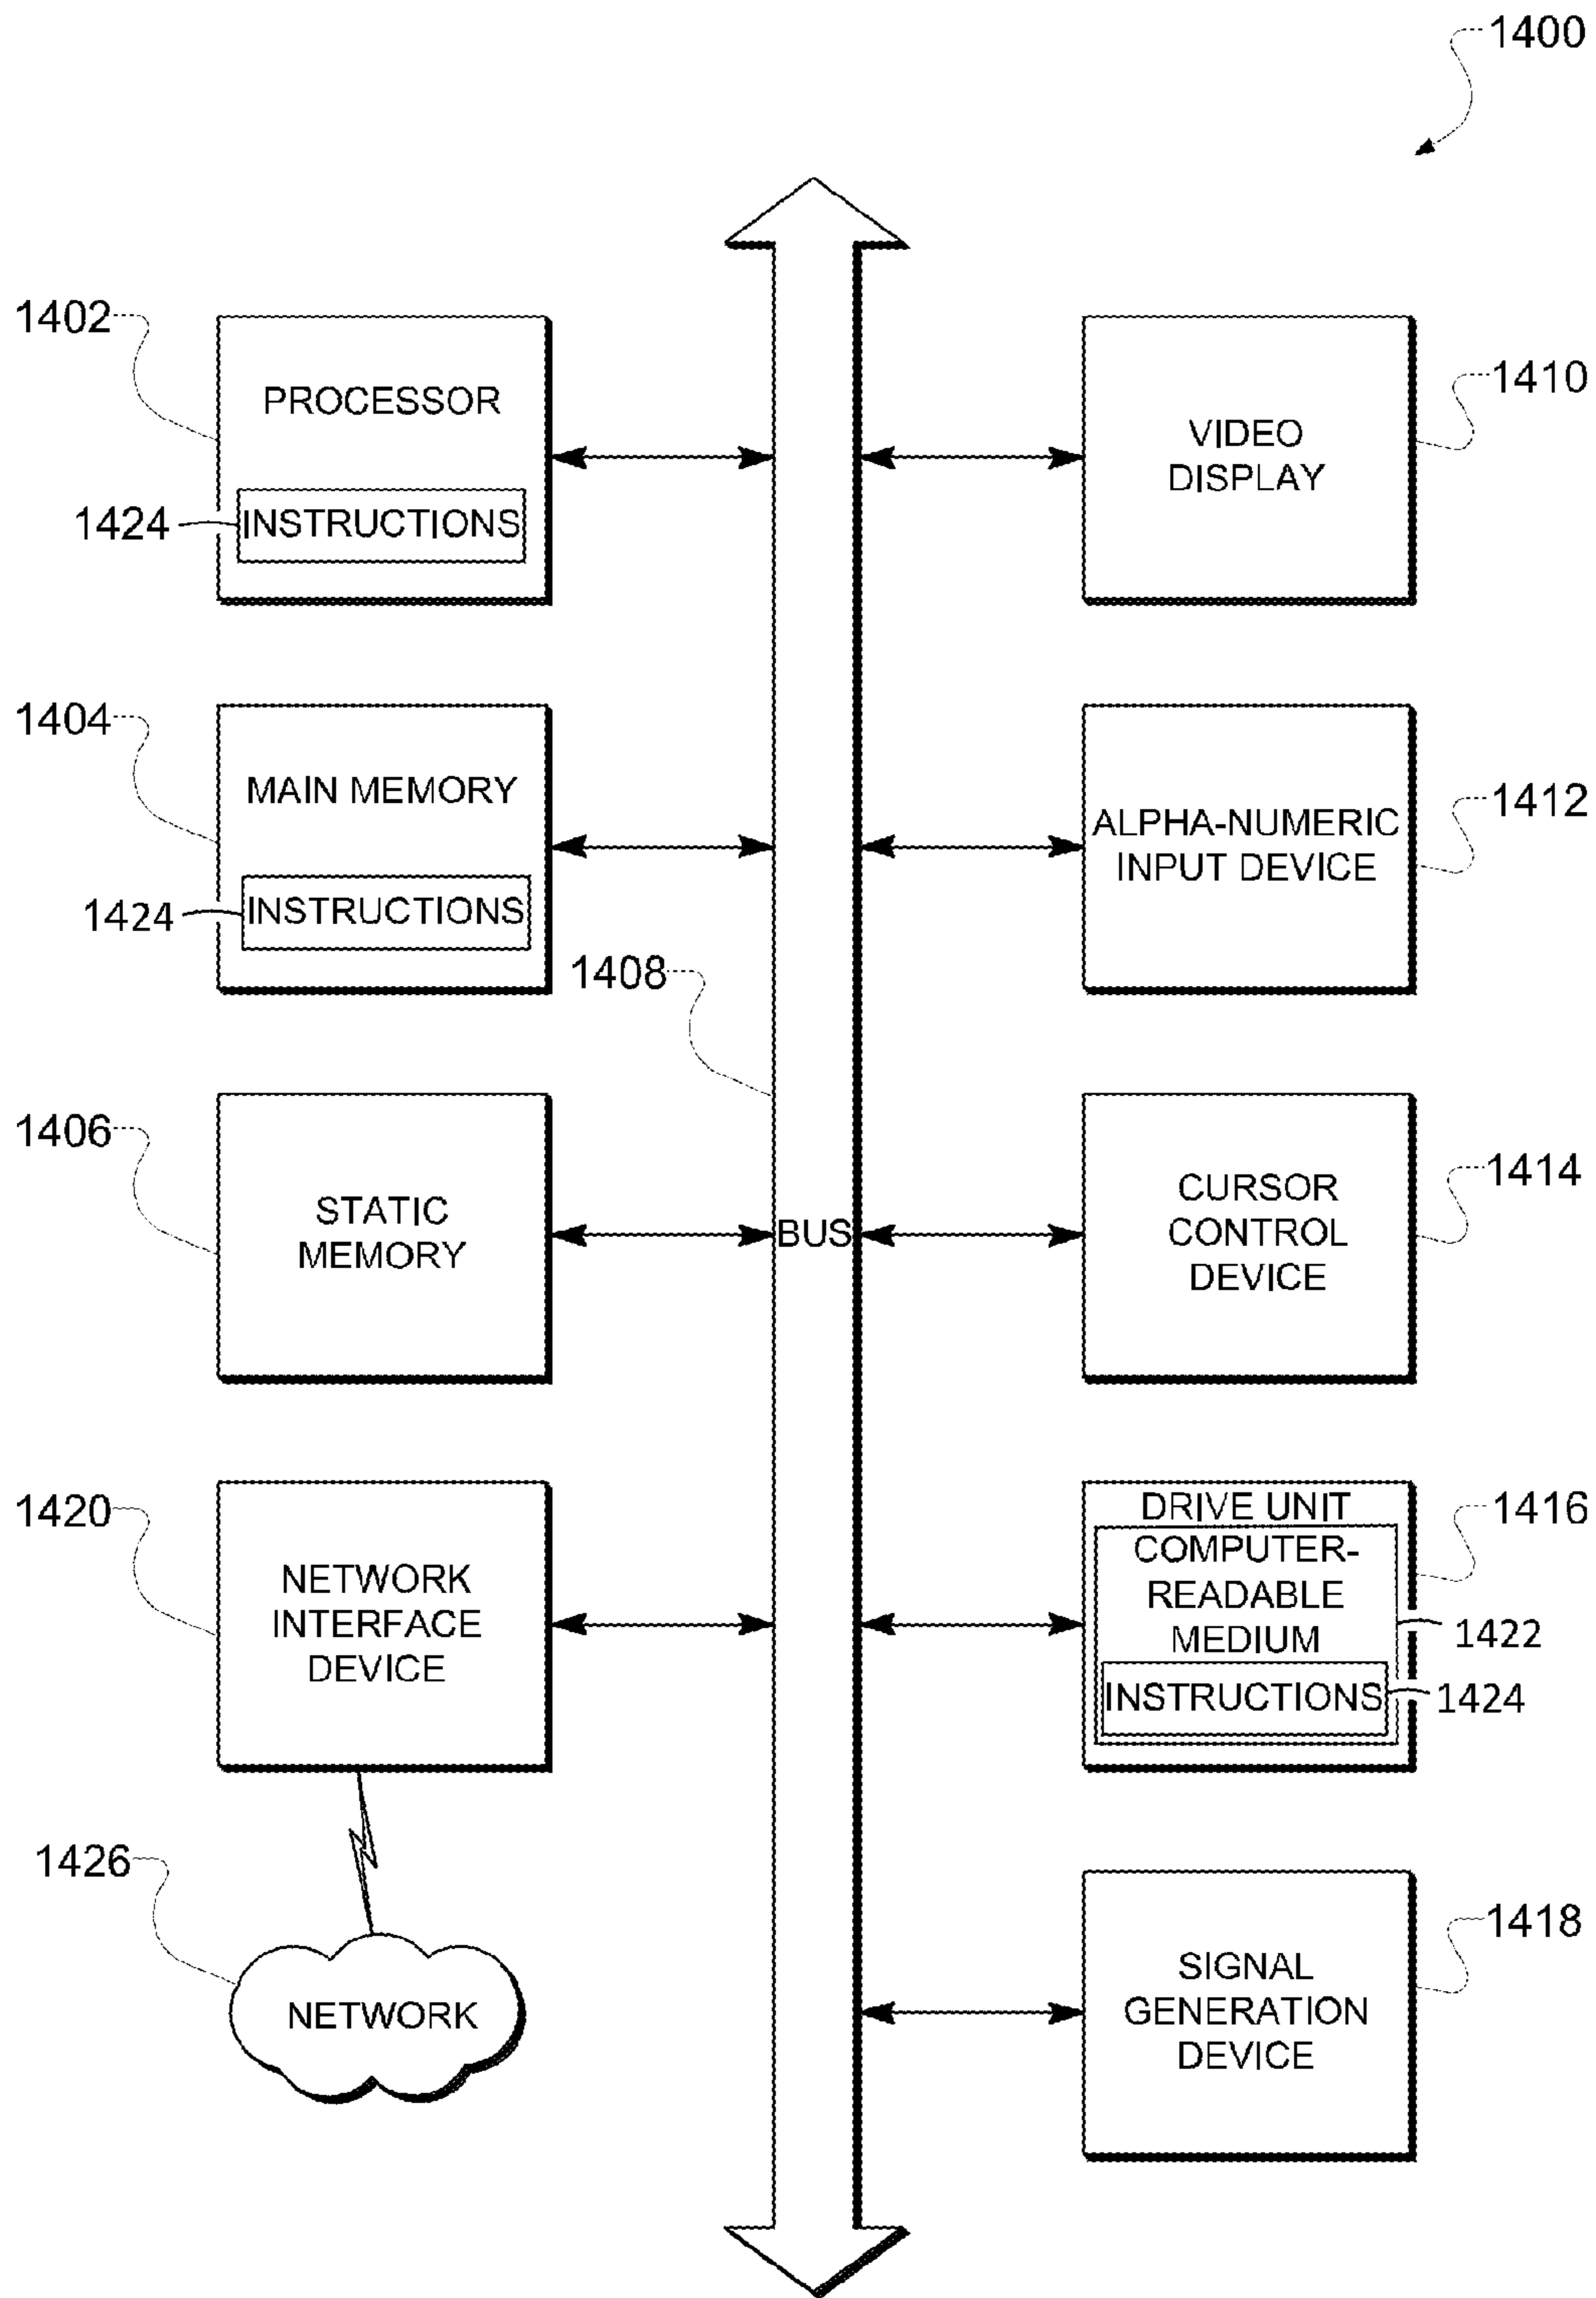 1400
1402
PROCESSOR
1424
INSTRUCTIONS
1404
MAIN MEMORY
1424
INSTRUCTIONS
1408
1406
STATIC
MEMORY
BUS
1420
NETWORK
INTERFACE
DEVICE
1426
NETWORK
1410
VIDEO
DISPLAY
1412
ALPHA-NUMERIC
INPUT DEVICE
1414
CURSOR
CONTROL
DEVICE
1416
DRIVE UNIT
COMPUTER-
READABLE
MEDIUM
1422
INSTRUCTIONS
1424
1418
SIGNAL
GENERATION
DEVICE